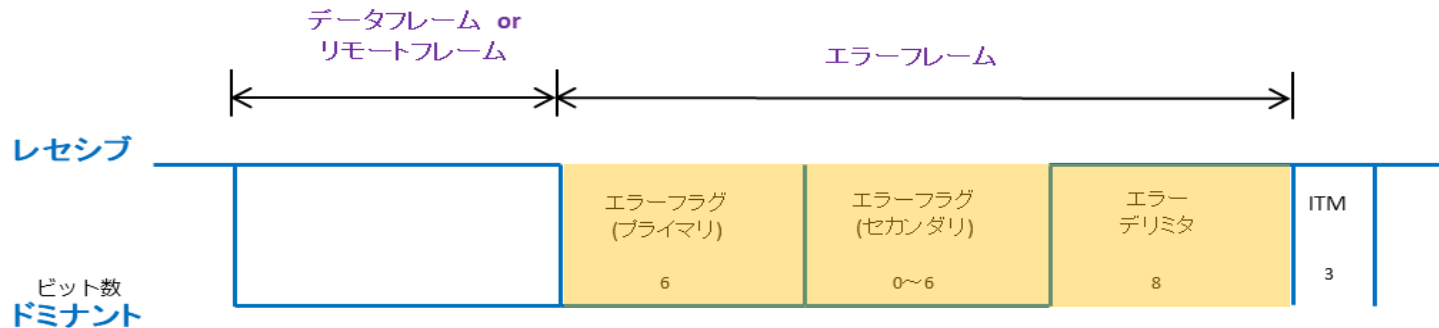 データフレーム or
リモートフレーム
エラーフレーム
レセシブ
エラーフラグ
(プライマリ)
6
エラーフラグ
(セカンダリ)
0～6
エラー
デリミタ
8
ITM
3
ビット数
ドミナント